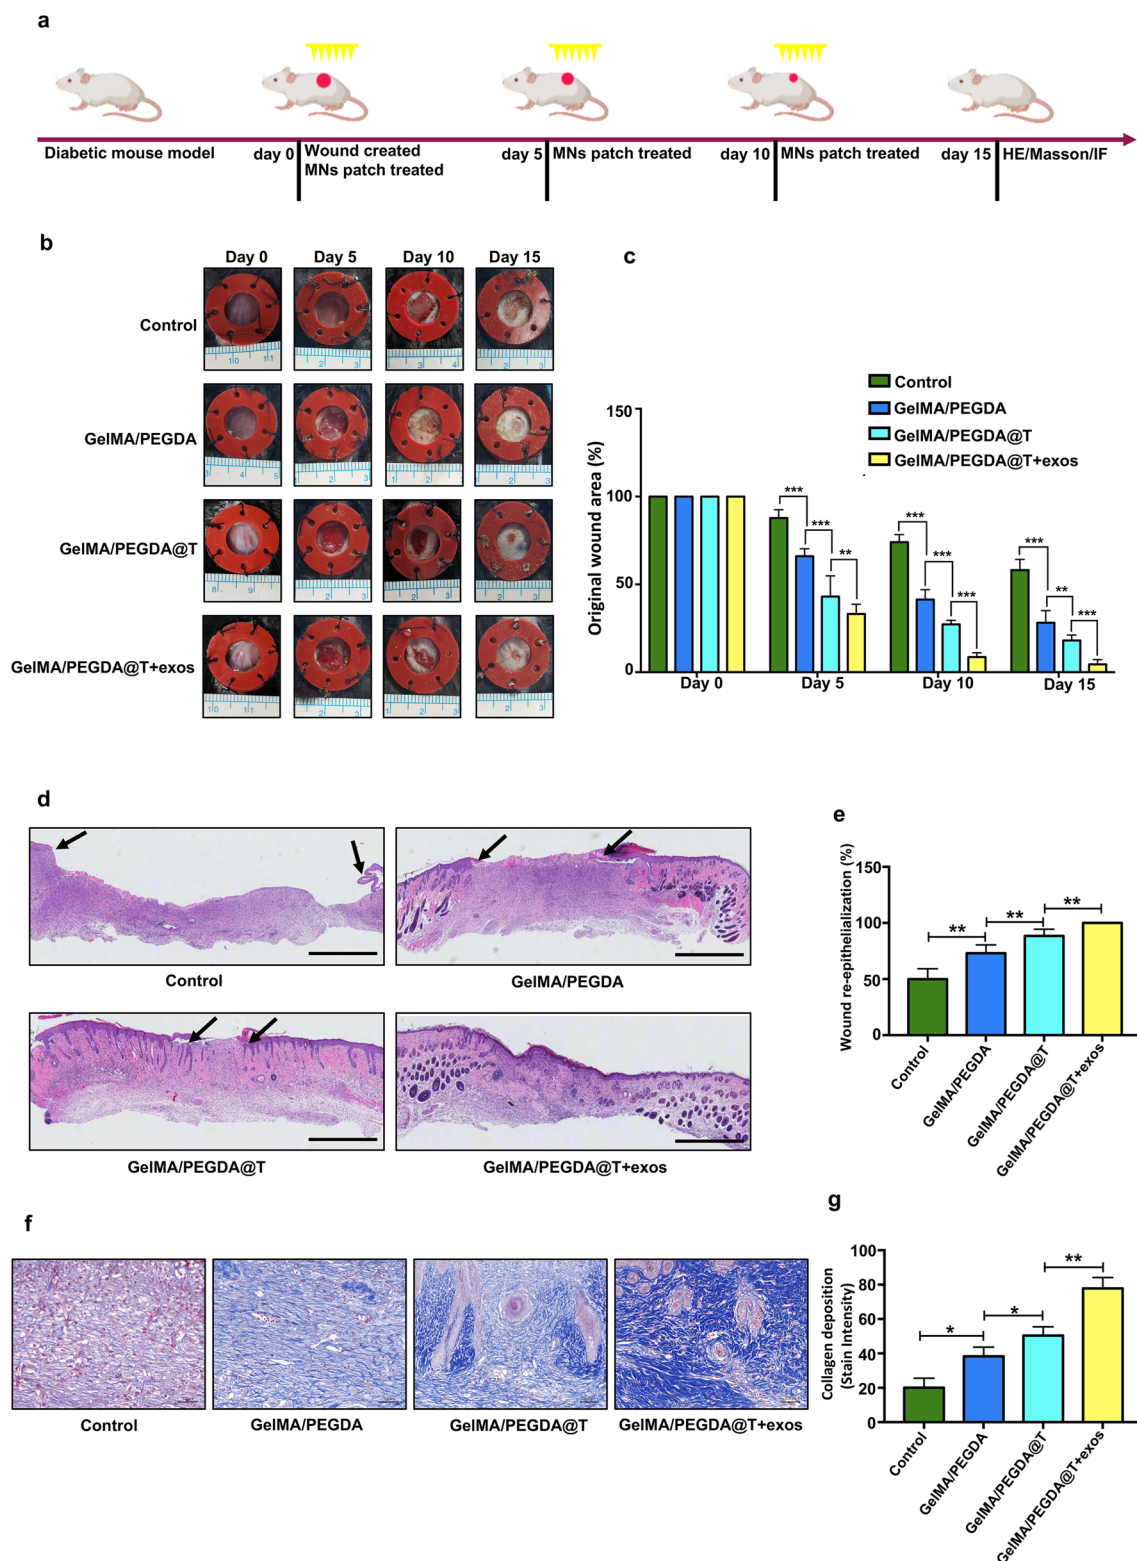 a
Diabetic mouse model
day 0
Wound created
MNs patch treated
day 5
MNs patch treated
day 10
MNs patch treated
day 15
HE/Masson/IF
b
Day 0 Day 5 Day 10 Day 15
Control
GelMA/PEGDA
GelMA/PEGDA@T
GelMA/PEGDA@T+exos
c
Control
GelMA/PEGDA
GelMA/PEGDA@T
GelMA/PEGDA@T+exos
Original wound area (%)
150
100
50
0
*** *** **
*** *** ***
*** ** ***
Day 0 Day 5 Day 10 Day 15
d
Control
GelMA/PEGDA
GelMA/PEGDA@T
GelMA/PEGDA@T+exos
e
Wound re-epithelialization (%)
150
100
50
0
** ** **
Control
GelMA/PEGDA
GelMA/PEGDA@T
GelMA/PEGDA@T+exos
f
Control
GelMA/PEGDA
GelMA/PEGDA@T
GelMA/PEGDA@T+exos
g
Collagen deposition
(Stain Intensity)
100
80
60
40
20
0
* * **
Control
GelMA/PEGDA
GelMA/PEGDA@T
GelMA/PEGDA@T+exos